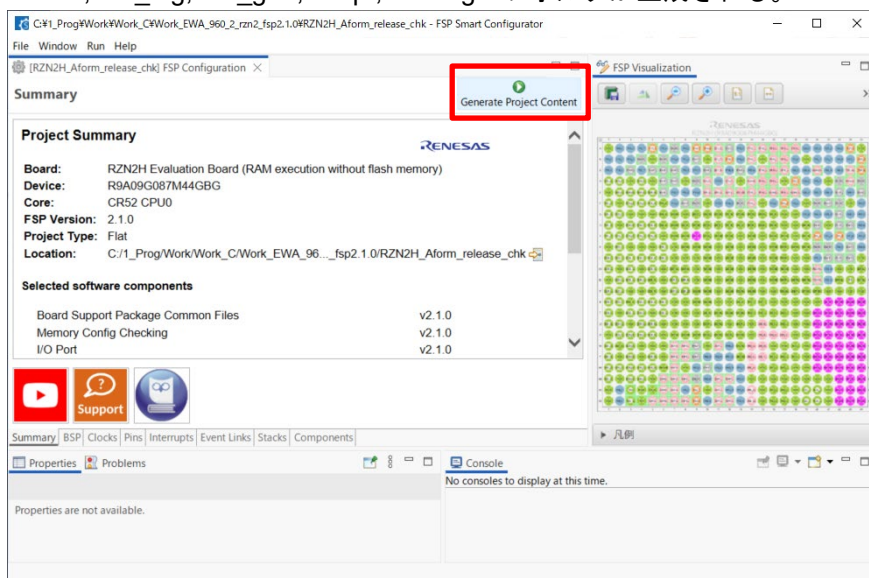 C:¥1_Prog¥Work¥Work_C¥Work_EWA_960_2_rzn2_fsp2.1.0¥RZN2H_Aform_release_chk - FSP Smart Configurator
File Window Run Help
[RZN2H_Aform_release_chk] FSP Configuration
FSP Visualization
Summary
Generate Project Content
Project Summary
RENESAS
Board: RZN2H Evaluation Board (RAM execution without flash memory)
Device: R9A09G087M44GBG
Core: CR52 CPU0
FSP Version: 2.1.0
Project Type: Flat
Location: C:/1_Prog/Work/Work_C/Work_EWA_96..._fsp2.1.0/RZN2H_Aform_release_chk
Selected software components
Board Support Package Common Files v2.1.0
Memory Config Checking v2.1.0
I/O Port v2.1.0
Support
Summary BSP Clocks Pins Interrupts Event Links Stacks Components
凡例
Properties Problems
Console
No consoles to display at this time.
Properties are not available.